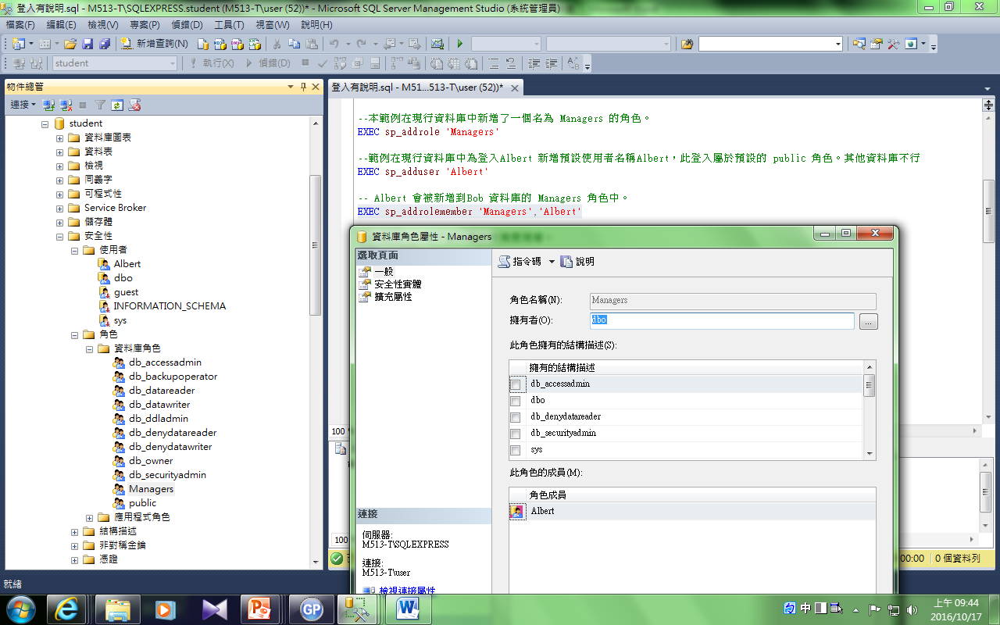 登入有說明.sql - M513-T\SQLEXPRESS.student (M513-T\user (52))* - Microsoft SQL Server Management Studio (系統管理員)
檔案(F) 編輯(E) 檢視(V) 專案(P) 偵錯(D) 工具(T) 視窗(W) 說明(H)
新增查詢(N)
student 執行(X) 偵錯(D)
物件總管
連接
student
資料庫圖表
資料表
檢視
同義字
可程式性
Service Broker
儲存體
安全性
使用者
Albert
dbo
guest
INFORMATION_SCHEMA
sys
角色
資料庫角色
db_accessadmin
db_backupoperator
db_datareader
db_datawriter
db_ddladmin
db_denydatareader
db_denydatawriter
db_owner
db_securityadmin
Managers
public
應用程式角色
結構描述
非對稱金鑰
憑證
登入有說明.sql - M51...513-T\user (52))*
--本範例在現行資料庫中新增了一個名為 Managers 的角色。
EXEC sp_addrole 'Managers'
--範例在現行資料庫中為登入Albert 新增預設使用者名稱Albert，此登入屬於預設的 public 角色。其他資料庫不行
EXEC sp_adduser 'Albert'
-- Albert 會被新增到Bob 資料庫的 Managers 角色中。
EXEC sp_addrolemember 'Managers','Albert'
100 %
100
00:00 0 個資料列
資料庫角色屬性 - Managers
選取頁面
一般
安全性實體
擴充屬性
連接
伺服器:
M513-T\SQLEXPRESS
連接:
M513-T\user
檢視連接屬性
指令碼 說明
角色名稱(N): Managers
擁有者(O): dbo ...
此角色擁有的結構描述(S):
擁有的結構描述
db_accessadmin
dbo
db_denydatareader
db_securityadmin
sys
此角色的成員(M):
角色成員
Albert
就緒
GP
中
上午 09:44
2016/10/17